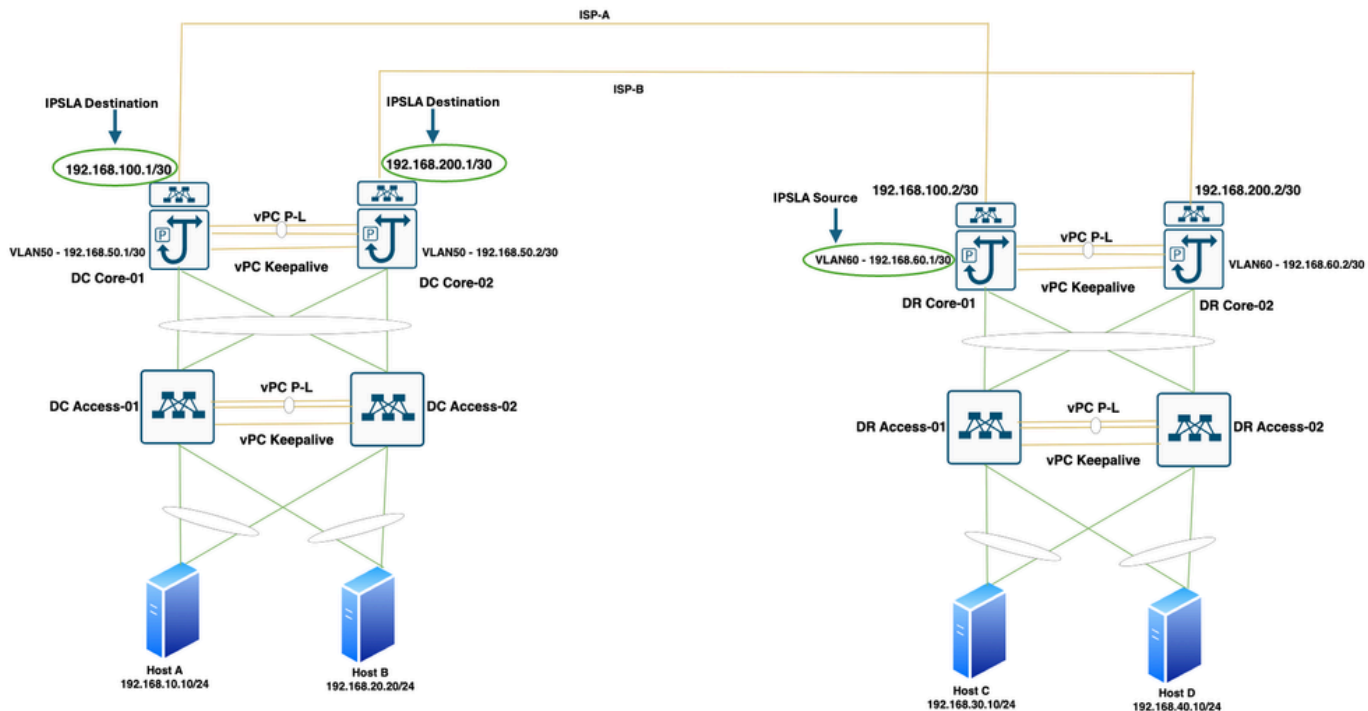 ISP-A
ISP-B
IPSLA Destination
IPSLA Destination
192.168.100.1/30
192.168.200.1/30
192.168.100.2/30
192.168.200.2/30
IPSLA Source
vPC P-L
P
P
VLAN50 - 192.168.50.1/30
VLAN50 - 192.168.50.2/30
vPC Keepalive
DC Core-01
DC Core-02
vPC P-L
P
P
VLAN60 - 192.168.60.1/30
VLAN60 - 192.168.60.2/30
vPC Keepalive
DR Core-01
DR Core-02
vPC P-L
DC Access-01
DC Access-02
vPC Keepalive
vPC P-L
DR Access-01
DR Access-02
vPC Keepalive
Host A
192.168.10.10/24
Host B
192.168.20.20/24
Host C
192.168.30.10/24
Host D
192.168.40.10/24